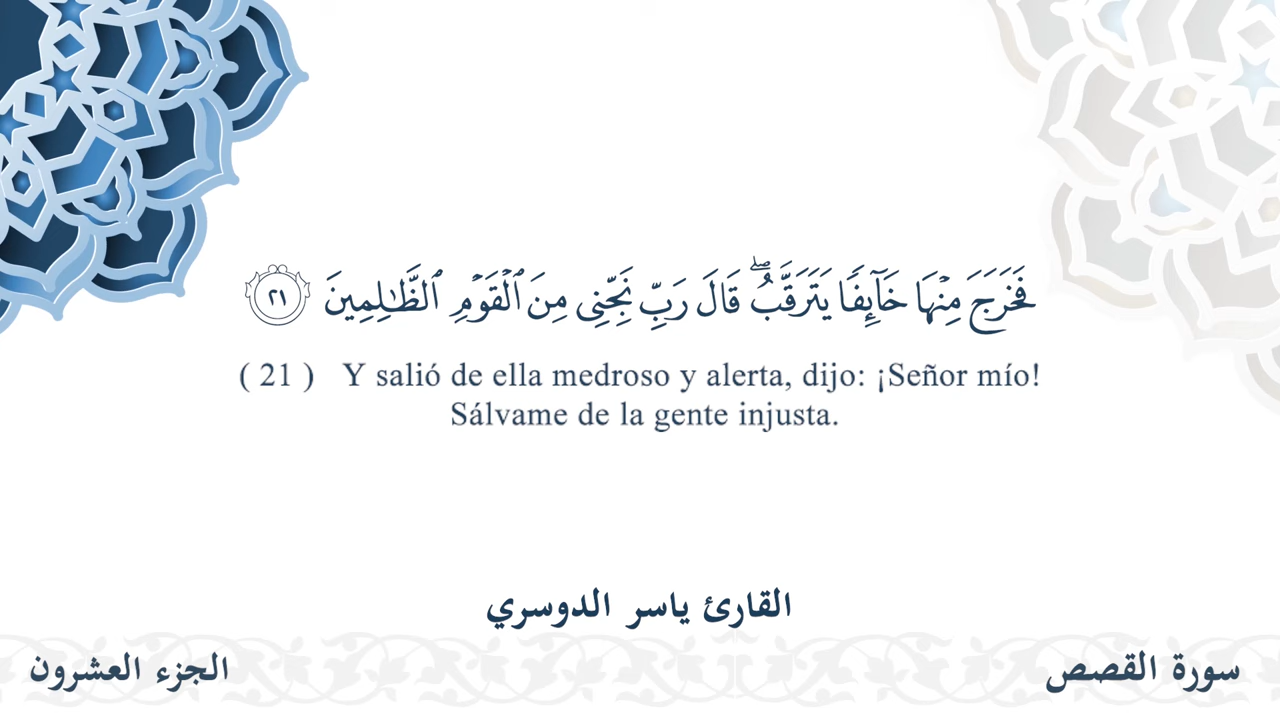 فَخَرَجَ مِنْهَا خَآئِفًا يَتَرَقَّبُ ۖ قَالَ رَبِّ نَجِّنِى مِنَ ٱلْقَوْمِ ٱلظَّـٰلِمِينَ ٢١
( 21 ) Y salió de ella medroso y alerta, dijo: ¡Señor mío!
Sálvame de la gente injusta.
القارئ ياسر الدوسري
سورة القصص
الجزء العشرون